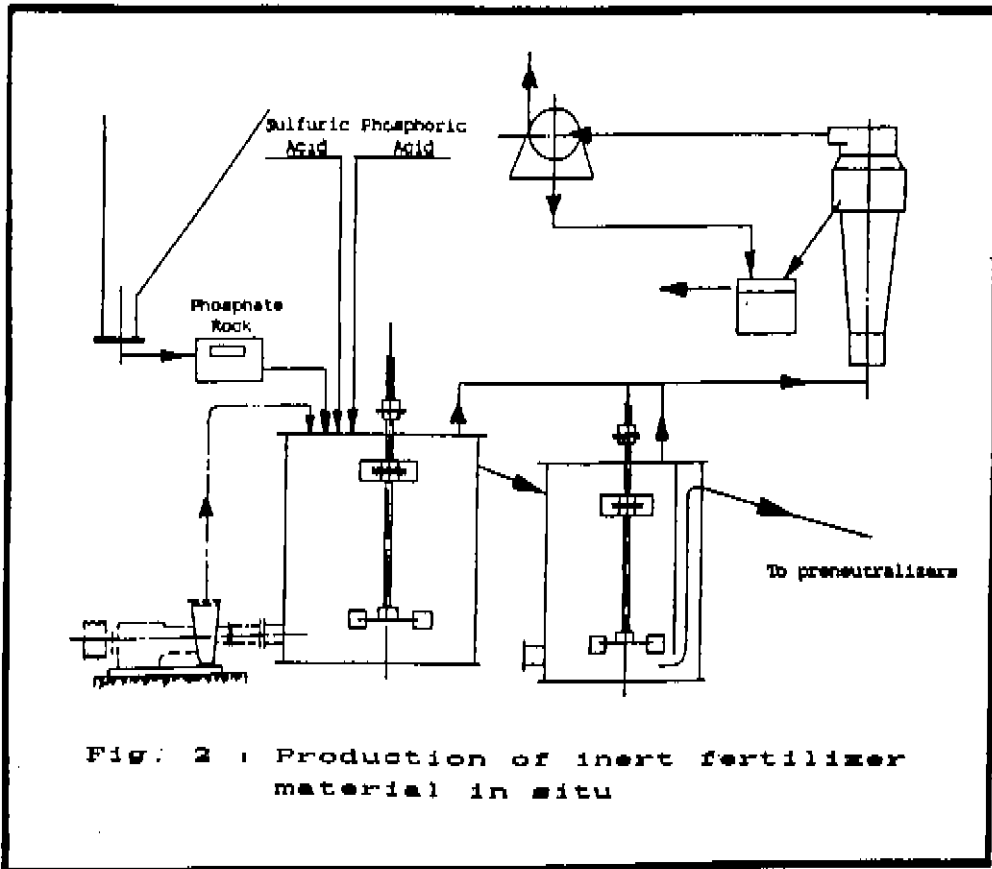 Sulfuric Phosphoric
Acid Acid
Phosphate
Rock
To preneutralizers
Fig. 2 : Production of inert fertilizer
material in situ